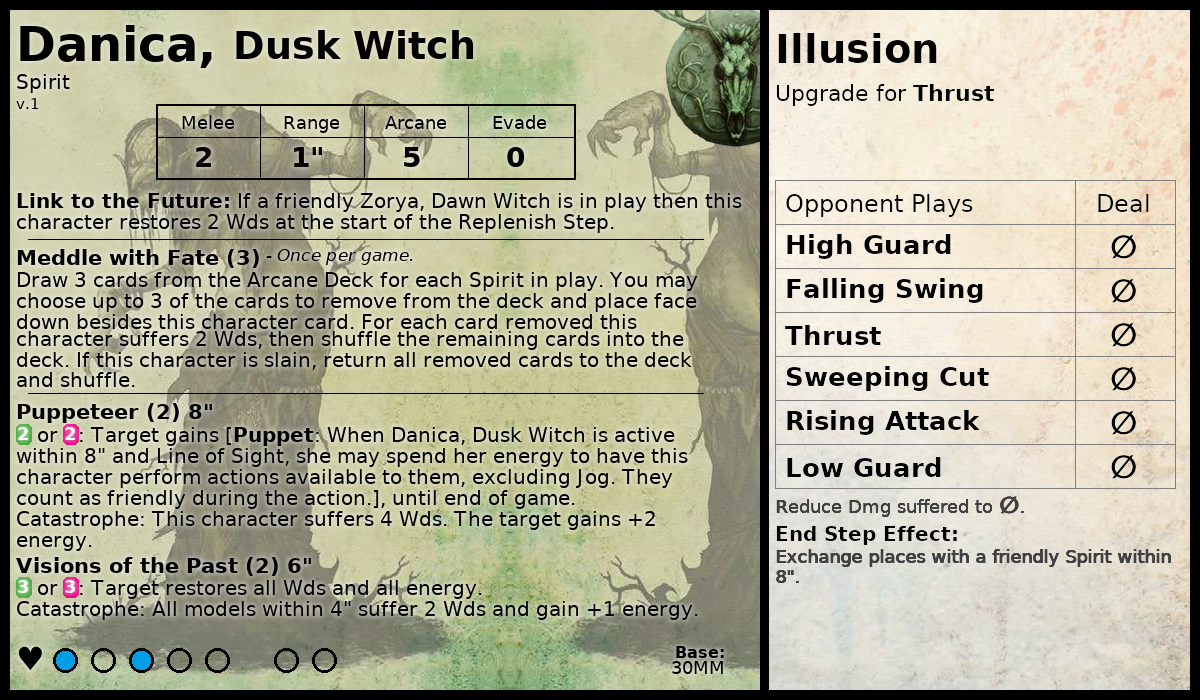 Danica, Dusk Witch
Spirit
v.1
Melee Range Arcane Evade
2 1" 5 0
Link to the Future: If a friendly Zorya, Dawn Witch is in play then this
character restores 2 Wds at the start of the Replenish Step.
Meddle with Fate (3) - Once per game.
Draw 3 cards from the Arcane Deck for each Spirit in play. You may
choose up to 3 of the cards to remove from the deck and place face
down besides this character card. For each card removed this
character suffers 2 Wds, then shuffle the remaining cards into the
deck. If this character is slain, return all removed cards to the deck
and shuffle.
Puppeteer (2) 8"
2 or 2: Target gains [Puppet: When Danica, Dusk Witch is active
within 8" and Line of Sight, she may spend her energy to have this
character perform actions available to them, excluding Jog. They
count as friendly during the action.], until end of game.
Catastrophe: This character suffers 4 Wds. The target gains +2
energy.
Visions of the Past (2) 6"
3 or 3: Target restores all Wds and all energy.
Catastrophe: All models within 4" suffer 2 Wds and gain +1 energy.
Base:
30MM
Illusion
Upgrade for Thrust
Opponent Plays Deal
High Guard ∅
Falling Swing ∅
Thrust ∅
Sweeping Cut ∅
Rising Attack ∅
Low Guard ∅
Reduce Dmg suffered to ∅.
End Step Effect:
Exchange places with a friendly Spirit within
8".